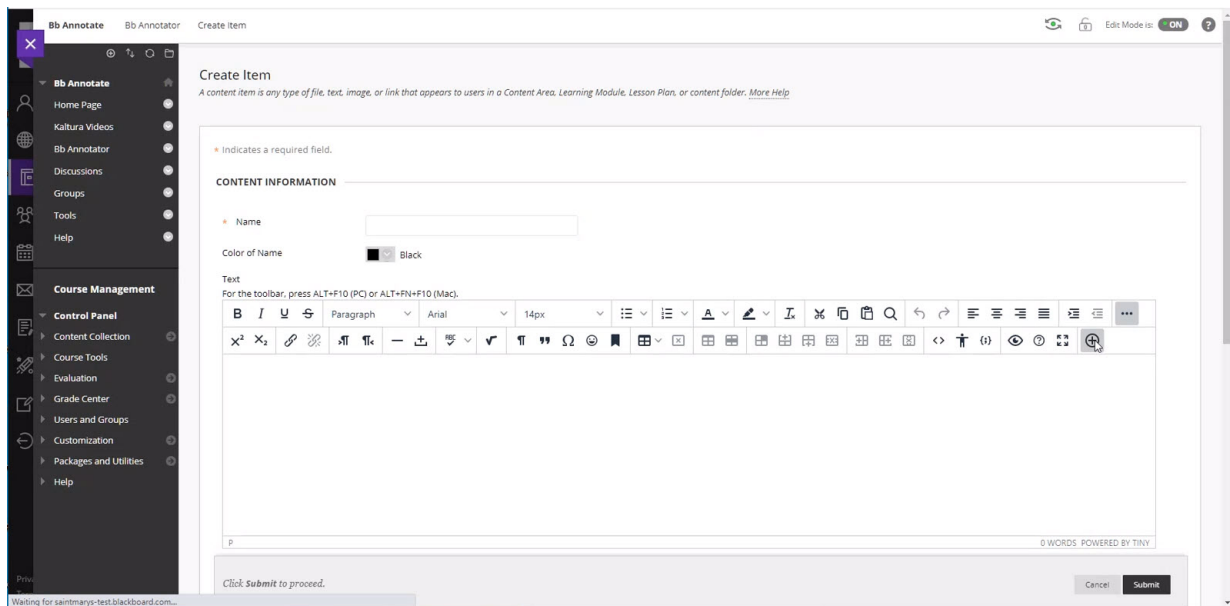 Bb Annotate Bb Annotator Create Item
Edit Mode is: ON ?
Bb Annotate
Home Page
Kaltura Videos
Bb Annotator
Discussions
Groups
Tools
Help
Course Management
Control Panel
Content Collection
Course Tools
Evaluation
Grade Center
Users and Groups
Customization
Packages and Utilities
Help
Create Item
A content item is any type of file, text, image, or link that appears to users in a Content Area, Learning Module, Lesson Plan, or content folder. More Help
* Indicates a required field.
CONTENT INFORMATION
* Name
Color of Name Black
Text
For the toolbar, press ALT+F10 (PC) or ALT+FN+F10 (Mac).
B I U S Paragraph Arial 14px
P 0 WORDS POWERED BY TINY
Click Submit to proceed. Cancel Submit
Waiting for saintmarys-test.blackboard.com...